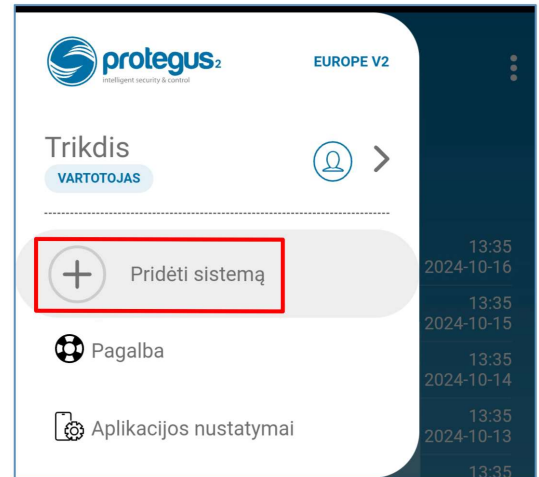 protegus2
intelligent security & control
EUROPE V2
Trikdis
VARTOTOJAS
Pridėti sistemą
Pagalba
Aplikacijos nustatymai
13:35
2024-10-16
13:35
2024-10-15
13:35
2024-10-14
13:35
2024-10-13
13:35